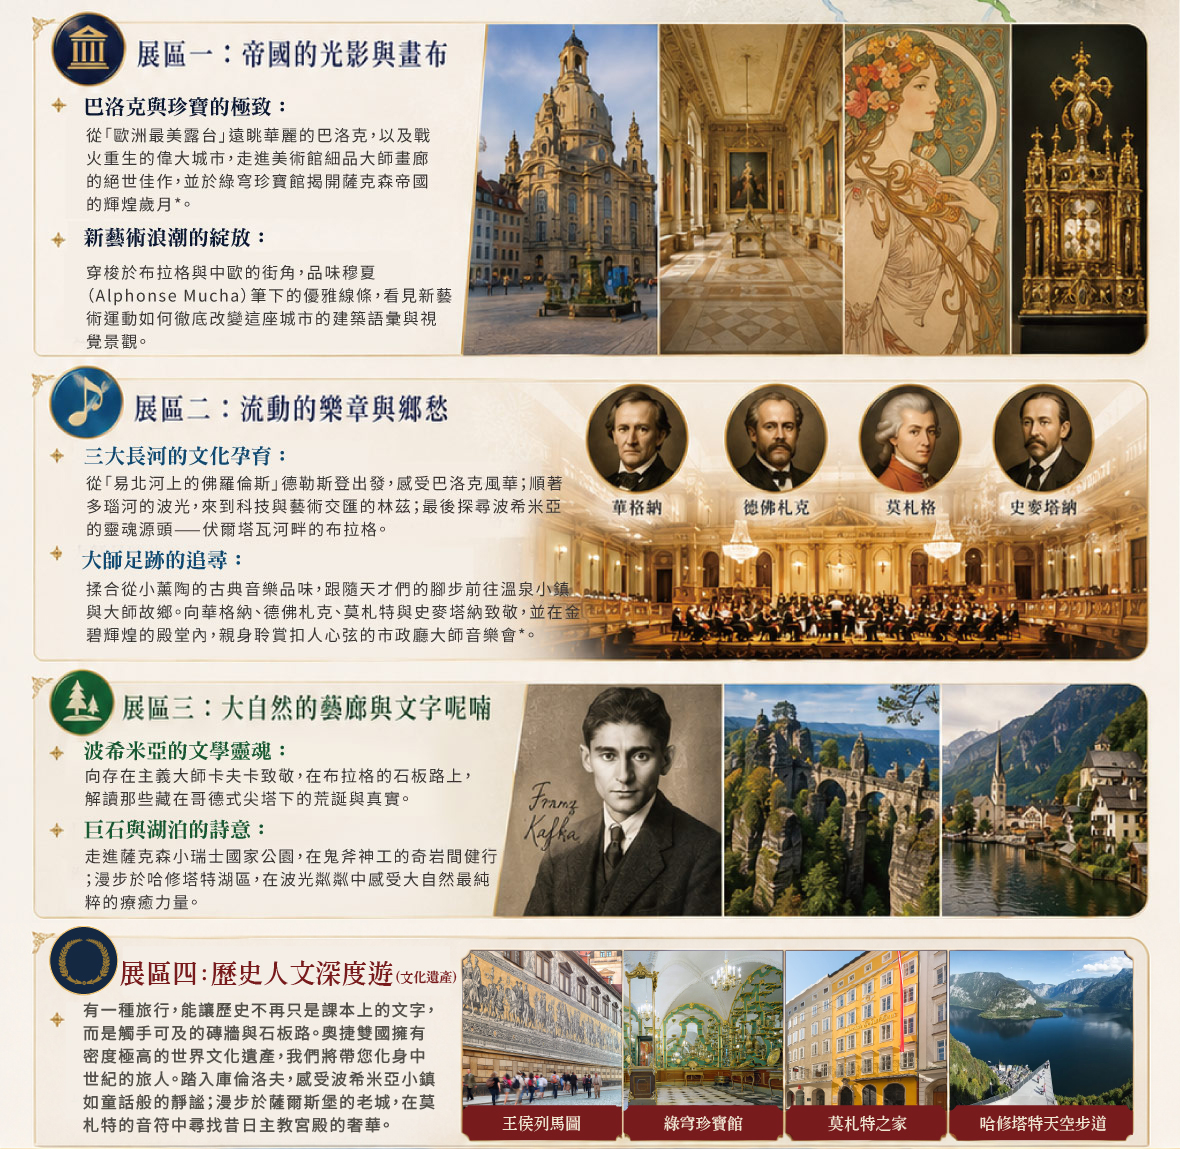 展區一：帝國的光影與畫布
巴洛克與珍寶的極致：
從「歐洲最美露台」遠眺華麗的巴洛克，以及戰
火重生的偉大城市，走進美術館細品大師畫廊
的絕世佳作，並於綠穹珍寶館揭開薩克森帝國
的輝煌歲月*。
新藝術浪潮的綻放：
穿梭於布拉格與中歐的街角，品味穆夏
（Alphonse Mucha）筆下的優雅線條，看見新藝
術運動如何徹底改變這座城市的建築語彙與視
覺景觀。
展區二：流動的樂章與鄉愁
三大長河的文化孕育：
從「易北河上的佛羅倫斯」德勒斯登出發，感受巴洛克風華；順著
多瑙河的波光，來到科技與藝術交匯的林茲；最後探尋波希米亞
的靈魂源頭——伏爾塔瓦河畔的布拉格。
大師足跡的追尋：
揉合從小薰陶的古典音樂品味，跟隨天才們的腳步前往溫泉小鎮
與大師故鄉。向華格納、德佛札克、莫札特與史麥塔納致敬，並在金
碧輝煌的殿堂內，親身聆賞扣人心弦的市政廳大師音樂會*。
華格納
德佛札克
莫札格
史麥塔納
展區三：大自然的藝廊與文字呢喃
波希米亞的文學靈魂：
向存在主義大師卡夫卡致敬，在布拉格的石板路上，
解讀那些藏在哥德式尖塔下的荒誕與真實。
巨石與湖泊的詩意：
走進薩克森小瑞士國家公園，在鬼斧神工的奇岩間健行
；漫步於哈修塔特湖區，在波光粼粼中感受大自然最純
粹的療癒力量。
Franz
Kafka
展區四：歷史人文深度遊（文化遺產）
有一種旅行，能讓歷史不再只是課本上的文字，
而是觸手可及的磚牆與石板路。奧捷雙國擁有
密度極高的世界文化遺產，我們將帶您化身中
世紀的旅人。踏入庫倫洛夫，感受波希米亞小鎮
如童話般的靜謐；漫步於薩爾斯堡的老城，在莫
札特的音符中尋找昔日主教宮殿的奢華。
王侯列馬圖
綠穹珍寶館
莫札特之家
哈修塔特天空步道